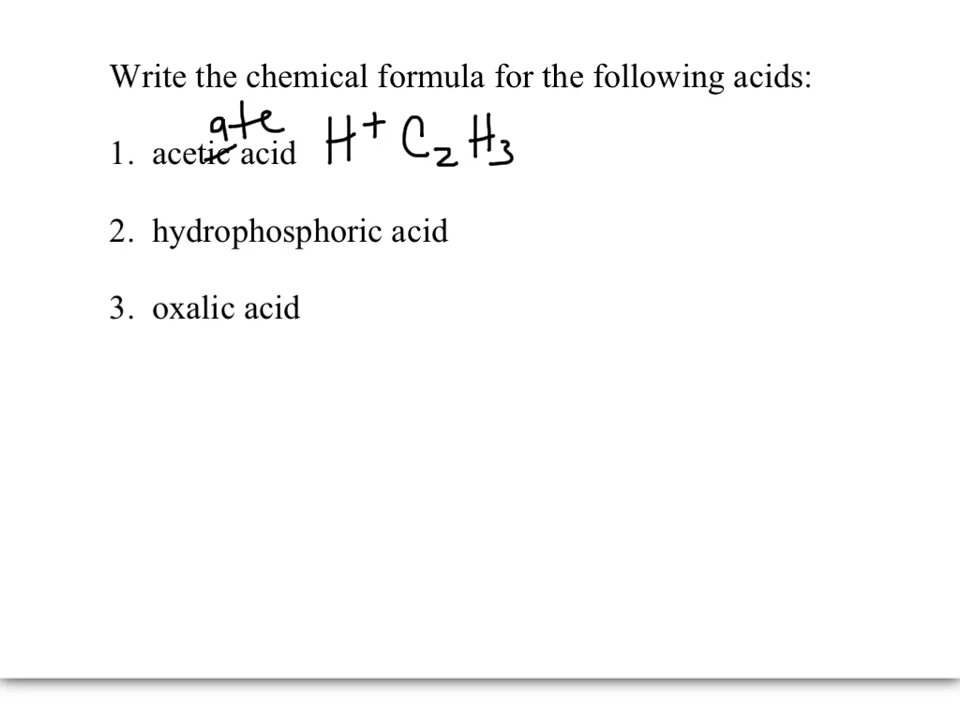 Write the chemical formula for the following acids:
ate
1. acetic acid H+ C2 H3
2. hydrophosphoric acid
3. oxalic acid